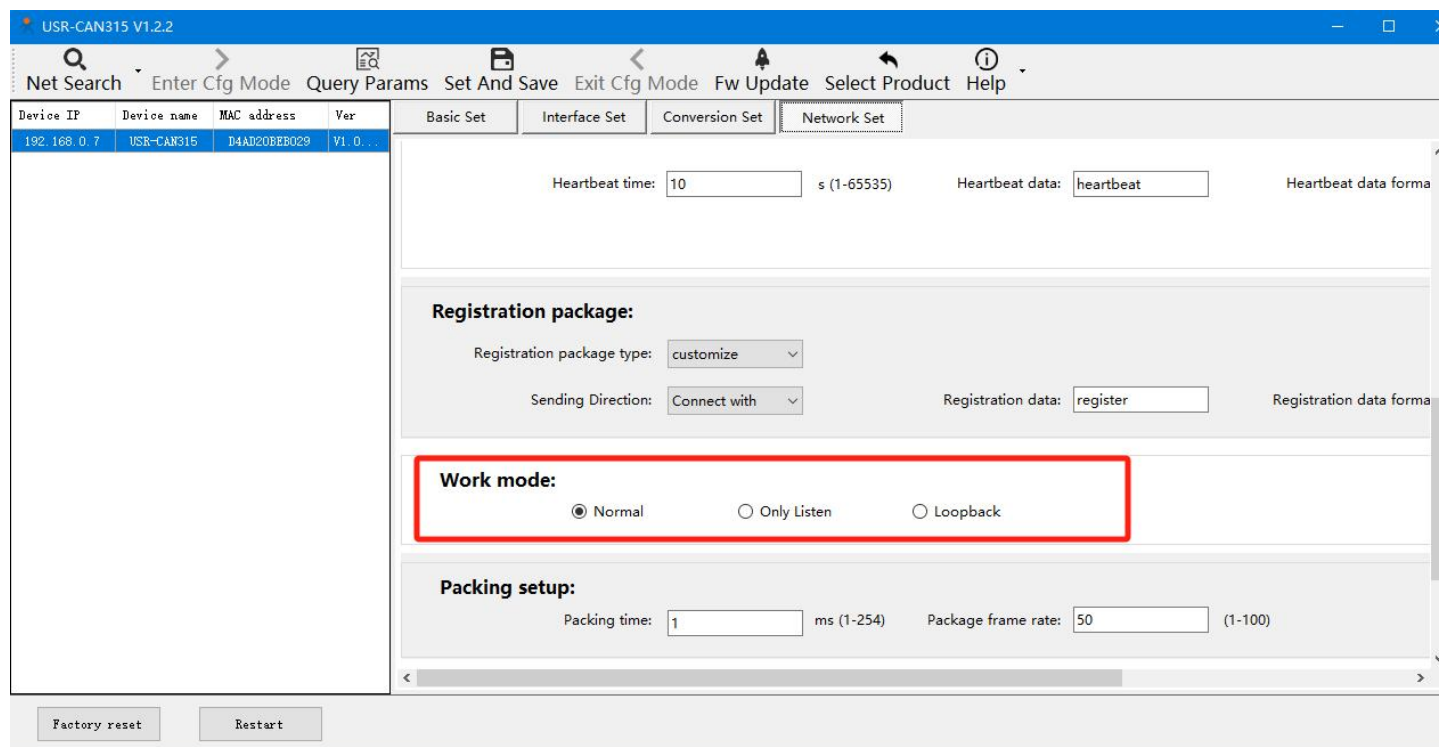 USR-CAN315 V1.2.2
Net Search Enter Cfg Mode Query Params Set And Save Exit Cfg Mode Fw Update Select Product Help
Device IP Device name MAC address Ver
192.168.0.7 USR-CAN315 D4AD20BEB029 V1.0...
Basic Set Interface Set Conversion Set Network Set
Heartbeat time: 10 s (1-65535) Heartbeat data: heartbeat Heartbeat data forma
Registration package:
Registration package type: customize
Sending Direction: Connect with Registration data: register Registration data forma
Work mode:
Normal Only Listen Loopback
Packing setup:
Packing time: 1 ms (1-254) Package frame rate: 50 (1-100)
Factory reset Restart